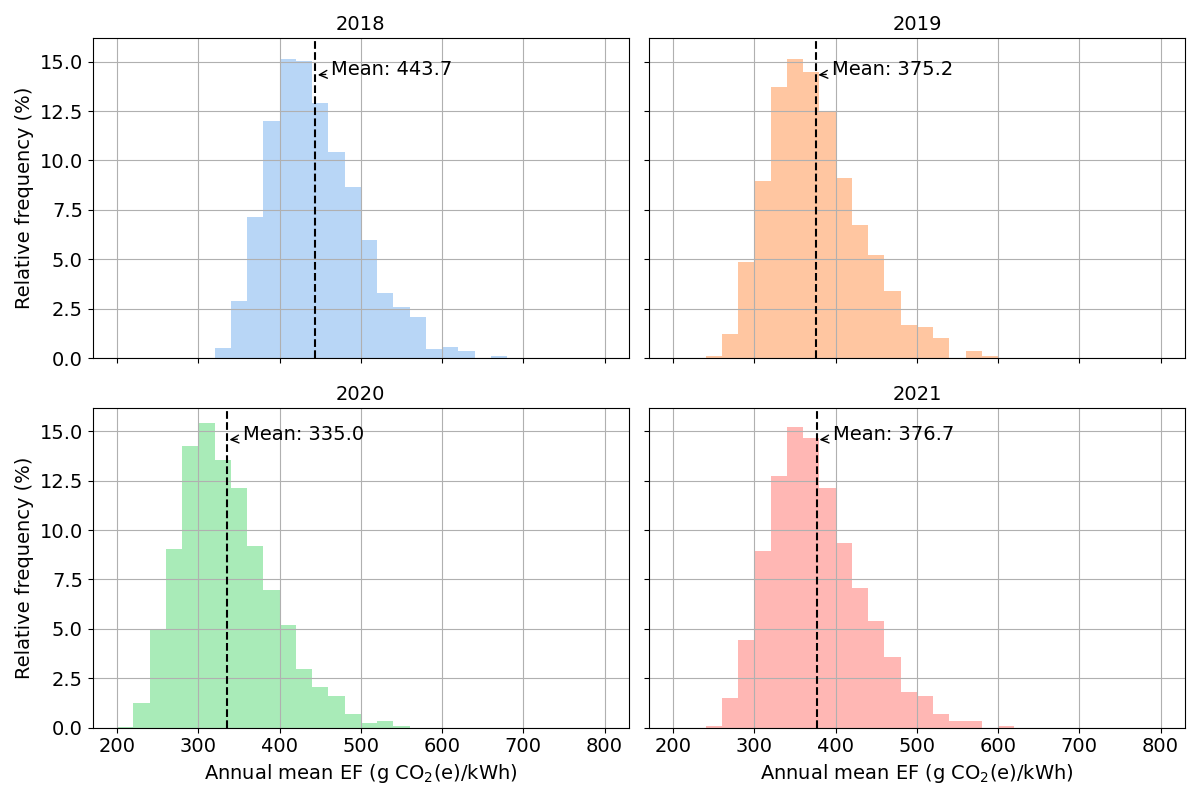 2018
2019
Relative frequency (%)
15.0
12.5
10.0
7.5
5.0
2.5
0.0
Mean: 443.7
Mean: 375.2
2020
2021
Relative frequency (%)
15.0
12.5
10.0
7.5
5.0
2.5
0.0
Mean: 335.0
Mean: 376.7
200 300 400 500 600 700 800
200 300 400 500 600 700 800
Annual mean EF (g CO₂(e)/kWh)
Annual mean EF (g CO₂(e)/kWh)